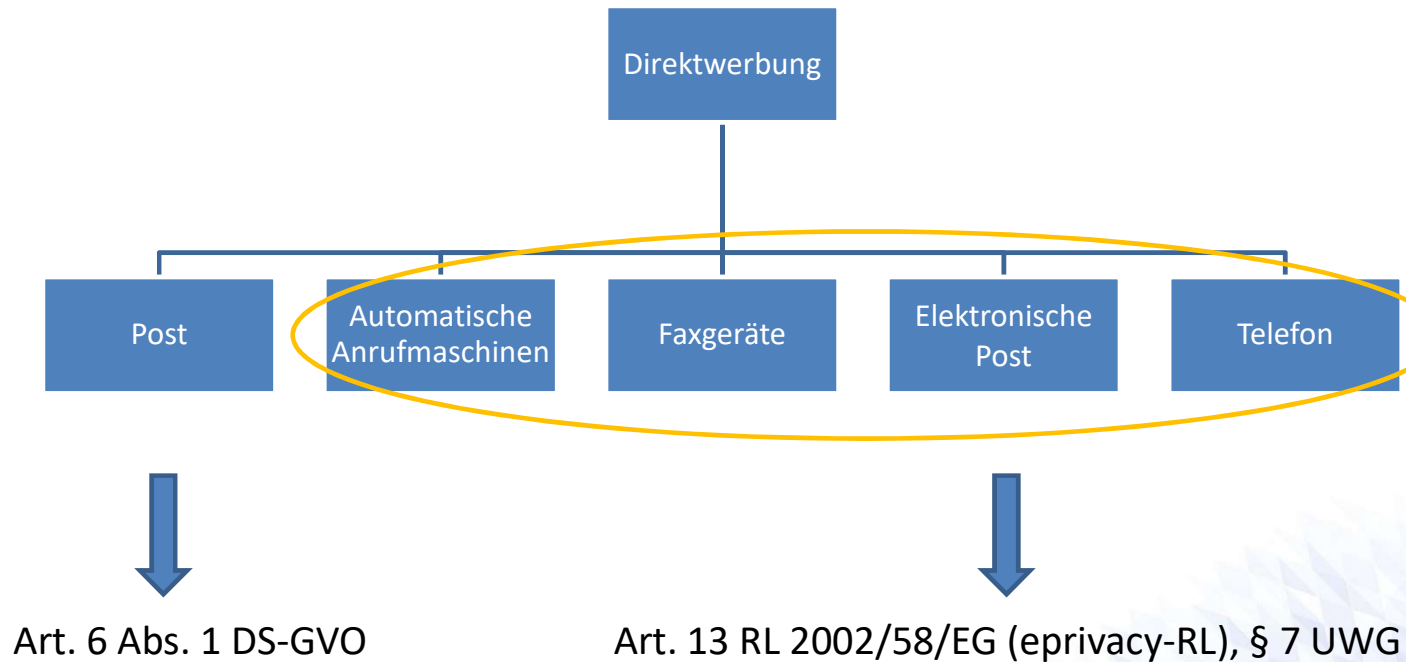 Direktwerbung
Post
Automatische
Anrufmaschinen
Faxgeräte
Elektronische
Post
Telefon
Art. 6 Abs. 1 DS-GVO
Art. 13 RL 2002/58/EG (eprivacy-RL), § 7 UWG